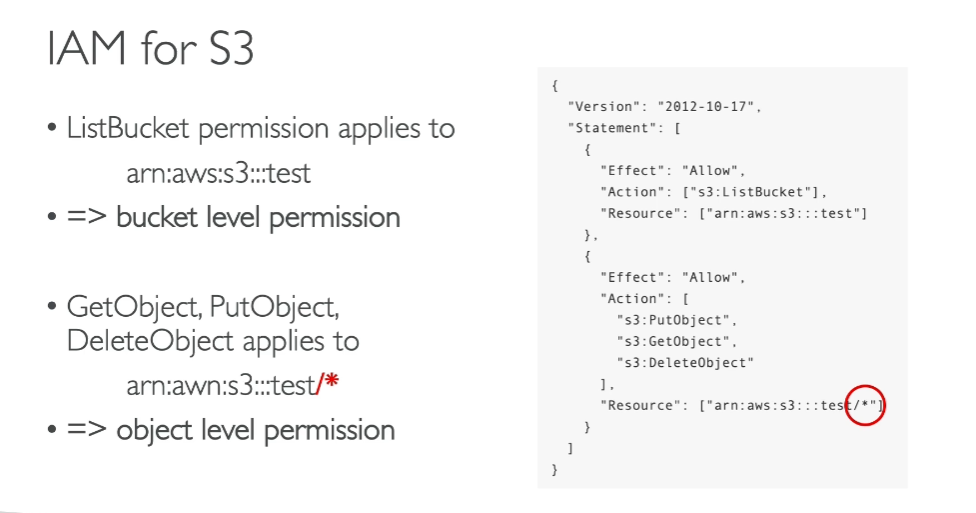 IAM for S3
• ListBucket permission applies to
arn:aws:s3:::test
• => bucket level permission
• GetObject, PutObject,
DeleteObject applies to
arn:awn:s3:::test/*
• => object level permission
{
"Version": "2012-10-17",
"Statement": [
{
"Effect": "Allow",
"Action": ["s3:ListBucket"],
"Resource": ["arn:aws:s3:::test"]
},
{
"Effect": "Allow",
"Action": [
"s3:PutObject",
"s3:GetObject",
"s3:DeleteObject"
],
"Resource": ["arn:aws:s3:::test/*"]
}
]
}